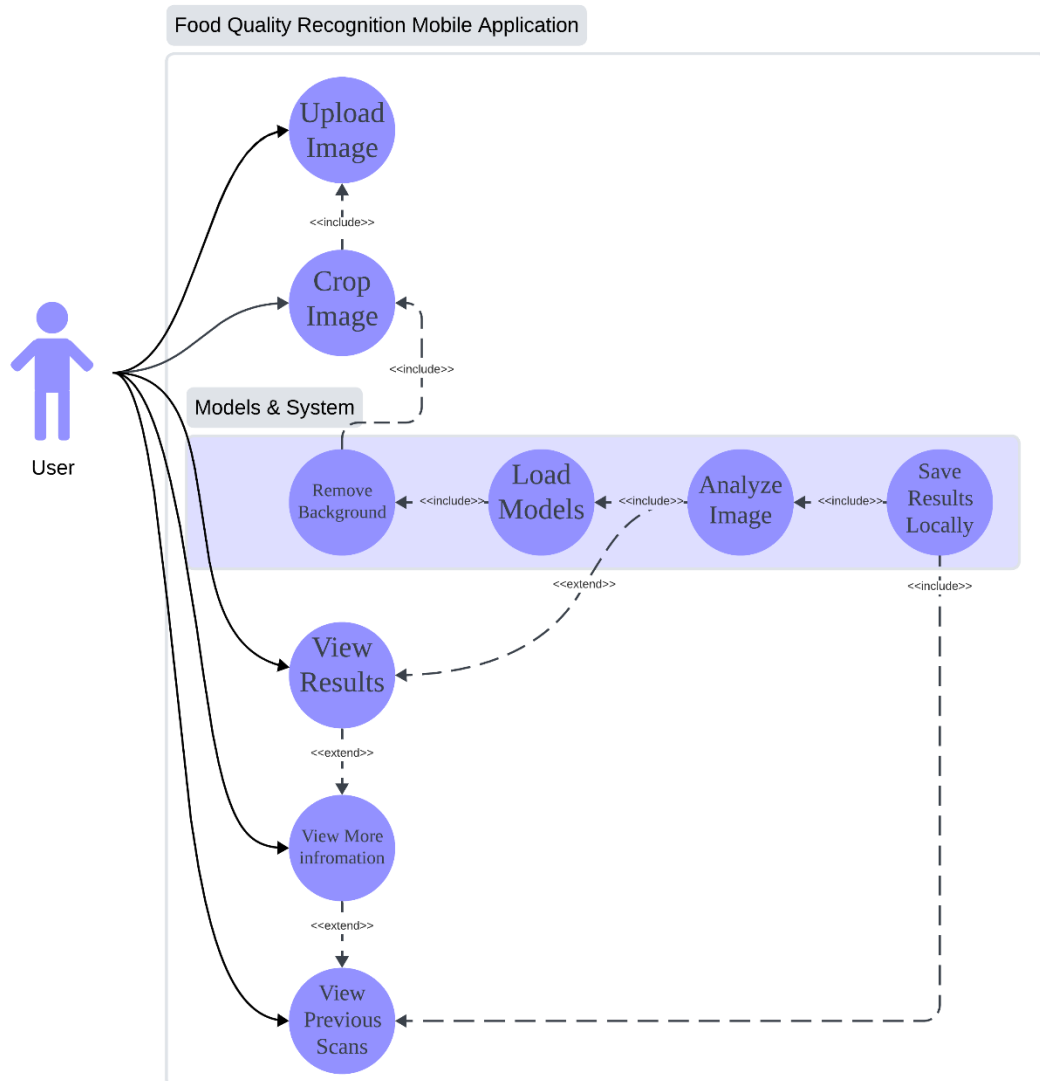 Food Quality Recognition Mobile Application
Upload
Image
<<include>>
Crop
Image
<<include>>
User
Models & System
Remove
Background
<<include>>
Load
Models
<<include>>
Analyze
Image
<<include>>
Save
Results
Locally
<<extend>>
<<include>>
View
Results
<<extend>>
View More
infromation
<<extend>>
View
Previous
Scans